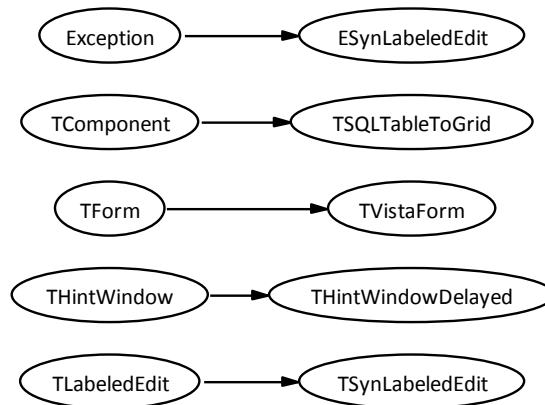 Exception ESynLabeledEdit
TComponent TSQLTableToGrid
TForm TVistaForm
THintWindow THintWindowDelayed
TLabeledEdit TSynLabeledEdit